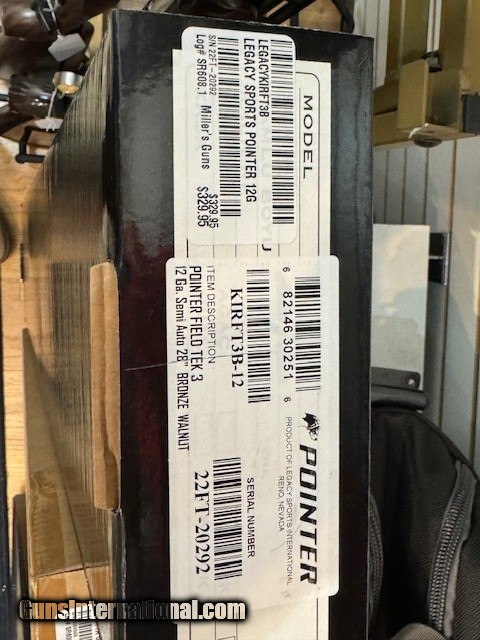 S/N 22FT-20292
Log# SR608.1 Miller's Guns
$329.95
$329.95
LEGACYKIRFT3B
LEGACY SPORTS POINTER 12G
MODEL
ITEM DESCRIPTION
POINTER FIELD TEK 3
12 Ga. Semi Auto 28" BRONZE WALNUT
KIRFT3B-12
6 82146 30251 6
SERIAL NUMBER
22FT-20292
POINTER
PRODUCT OF LEGACY SPORTS INTERNATIONAL
RENO, NEVADA
GunsInternational.com